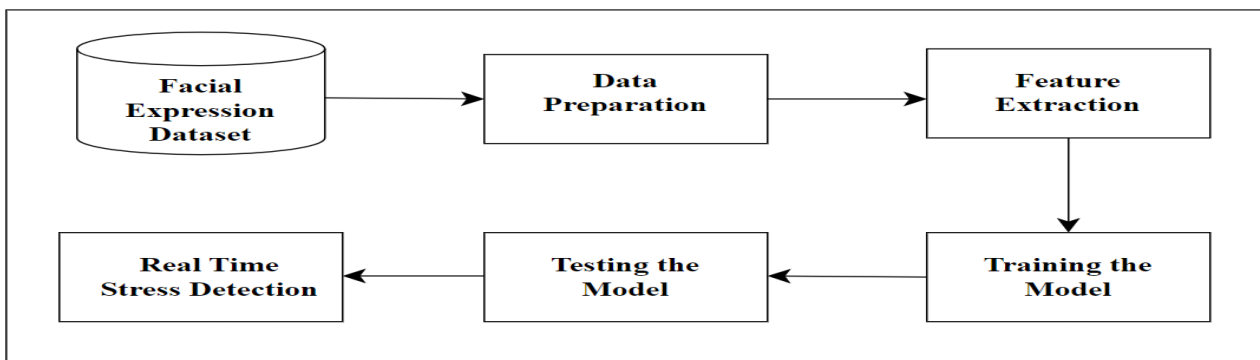 Facial
Expression
Dataset
Data
Preparation
Feature
Extraction
Training the
Model
Testing the
Model
Real Time
Stress Detection